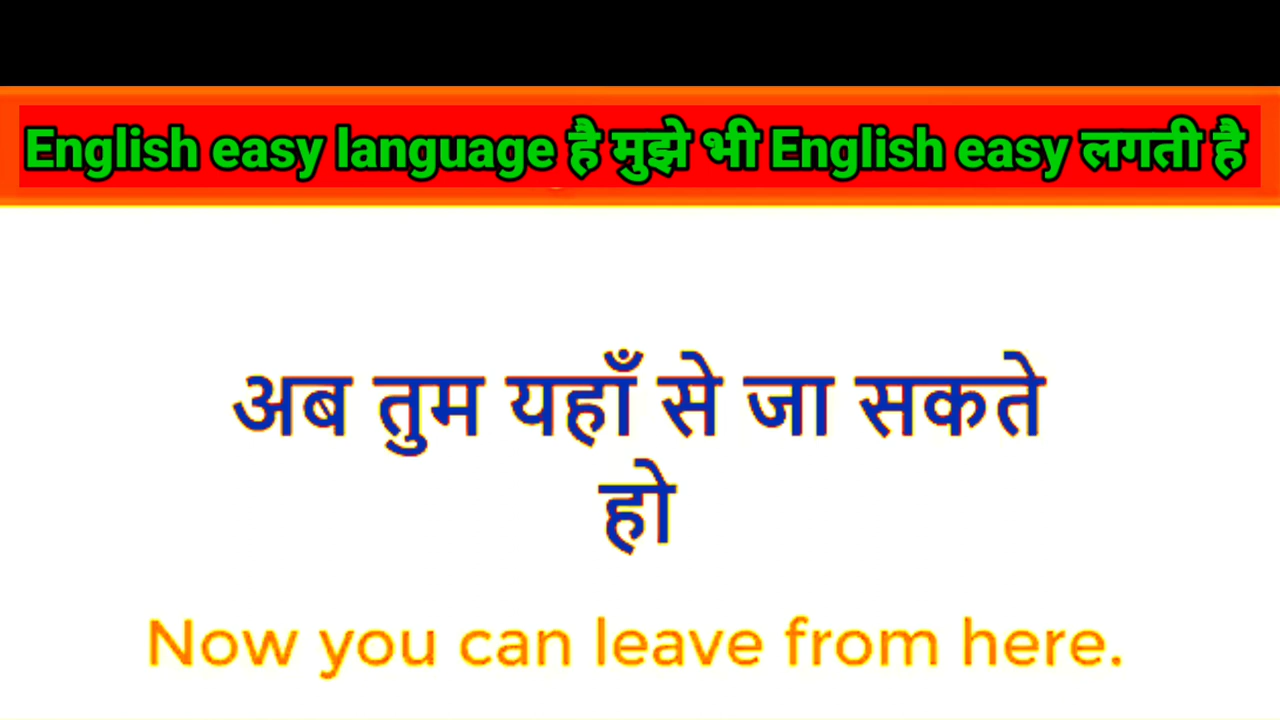 English easy language है मुझे भी English easy लगती है
अब तुम यहाँ से जा सकते
हो
Now you can leave from here.